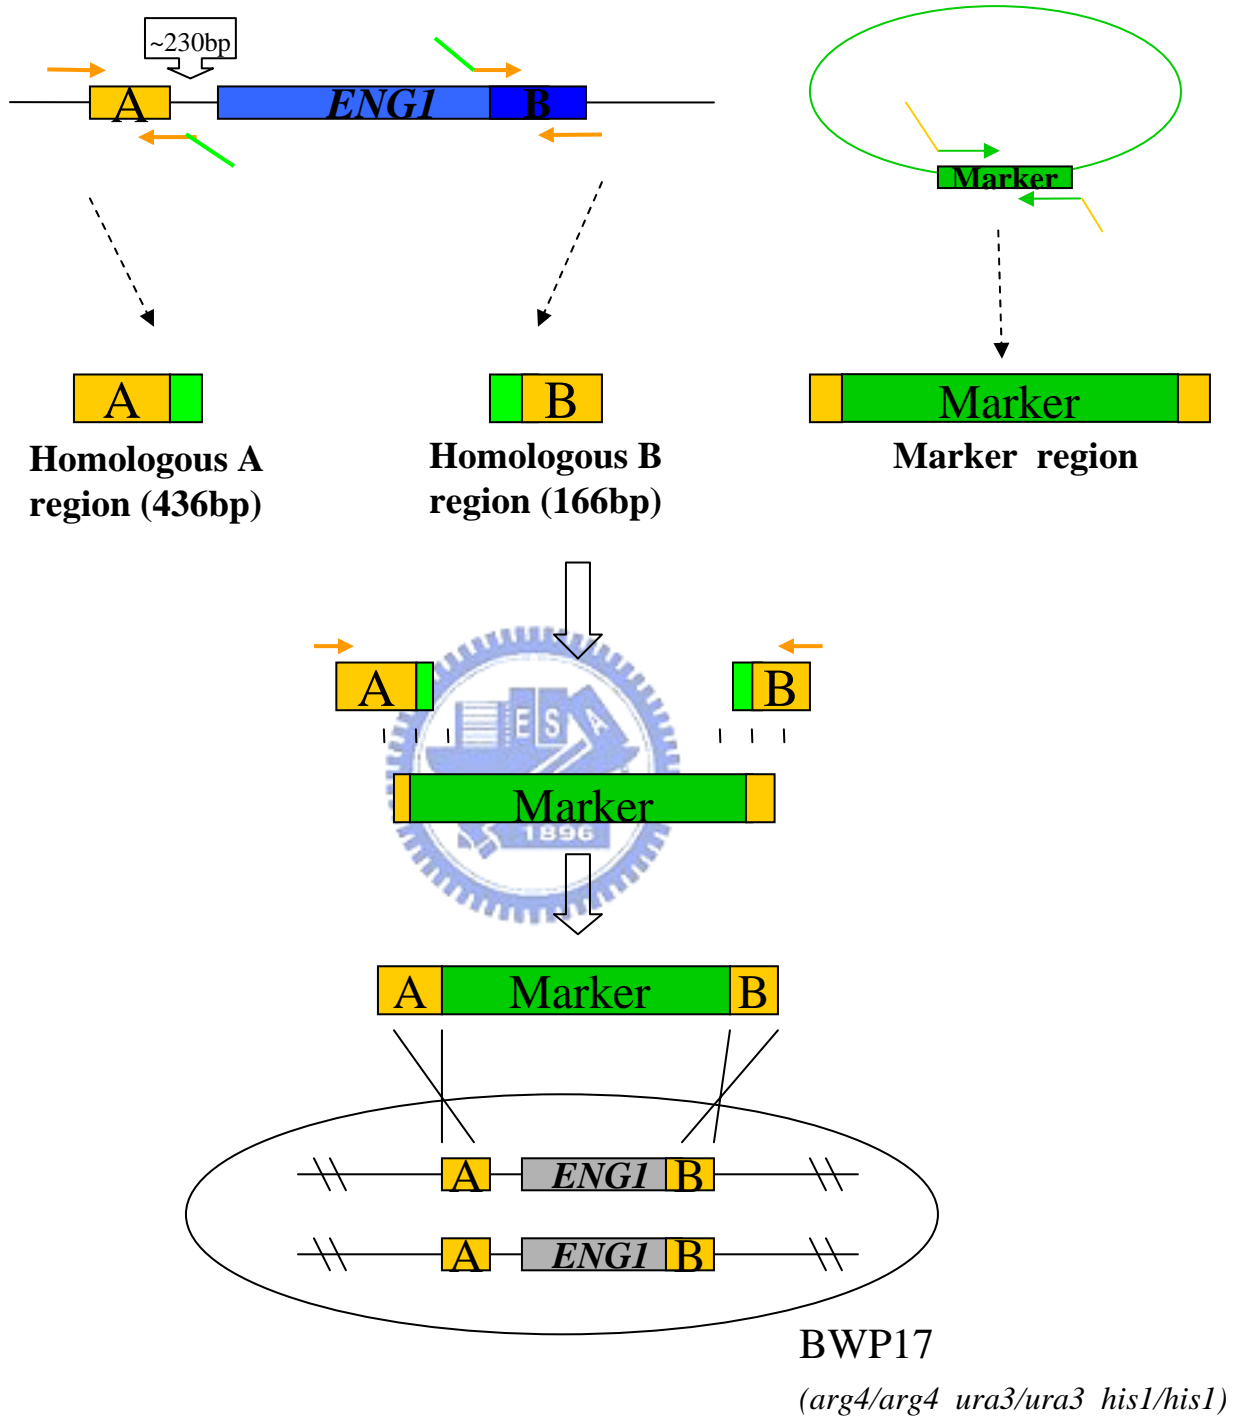 ~230bp
A
ENG1
B
Marker
A
B
Marker
Homologous A
region (436bp)
Homologous B
region (166bp)
Marker region
A
B
E S A
Marker
1896
A
Marker
B
A
ENG1
B
A
ENG1
B
BWP17
(arg4/arg4 ura3/ura3 his1/his1)